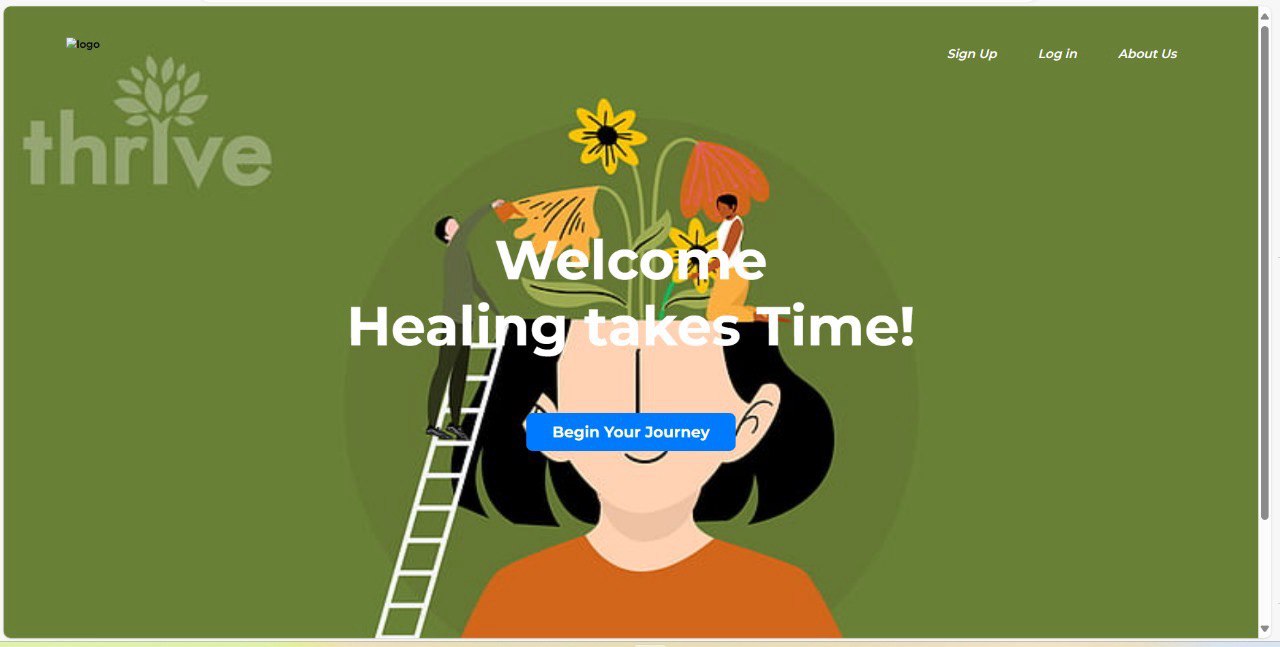 logo
Sign Up
Log in
About Us
thrive
Welcome
Healing takes Time!
Begin Your Journey